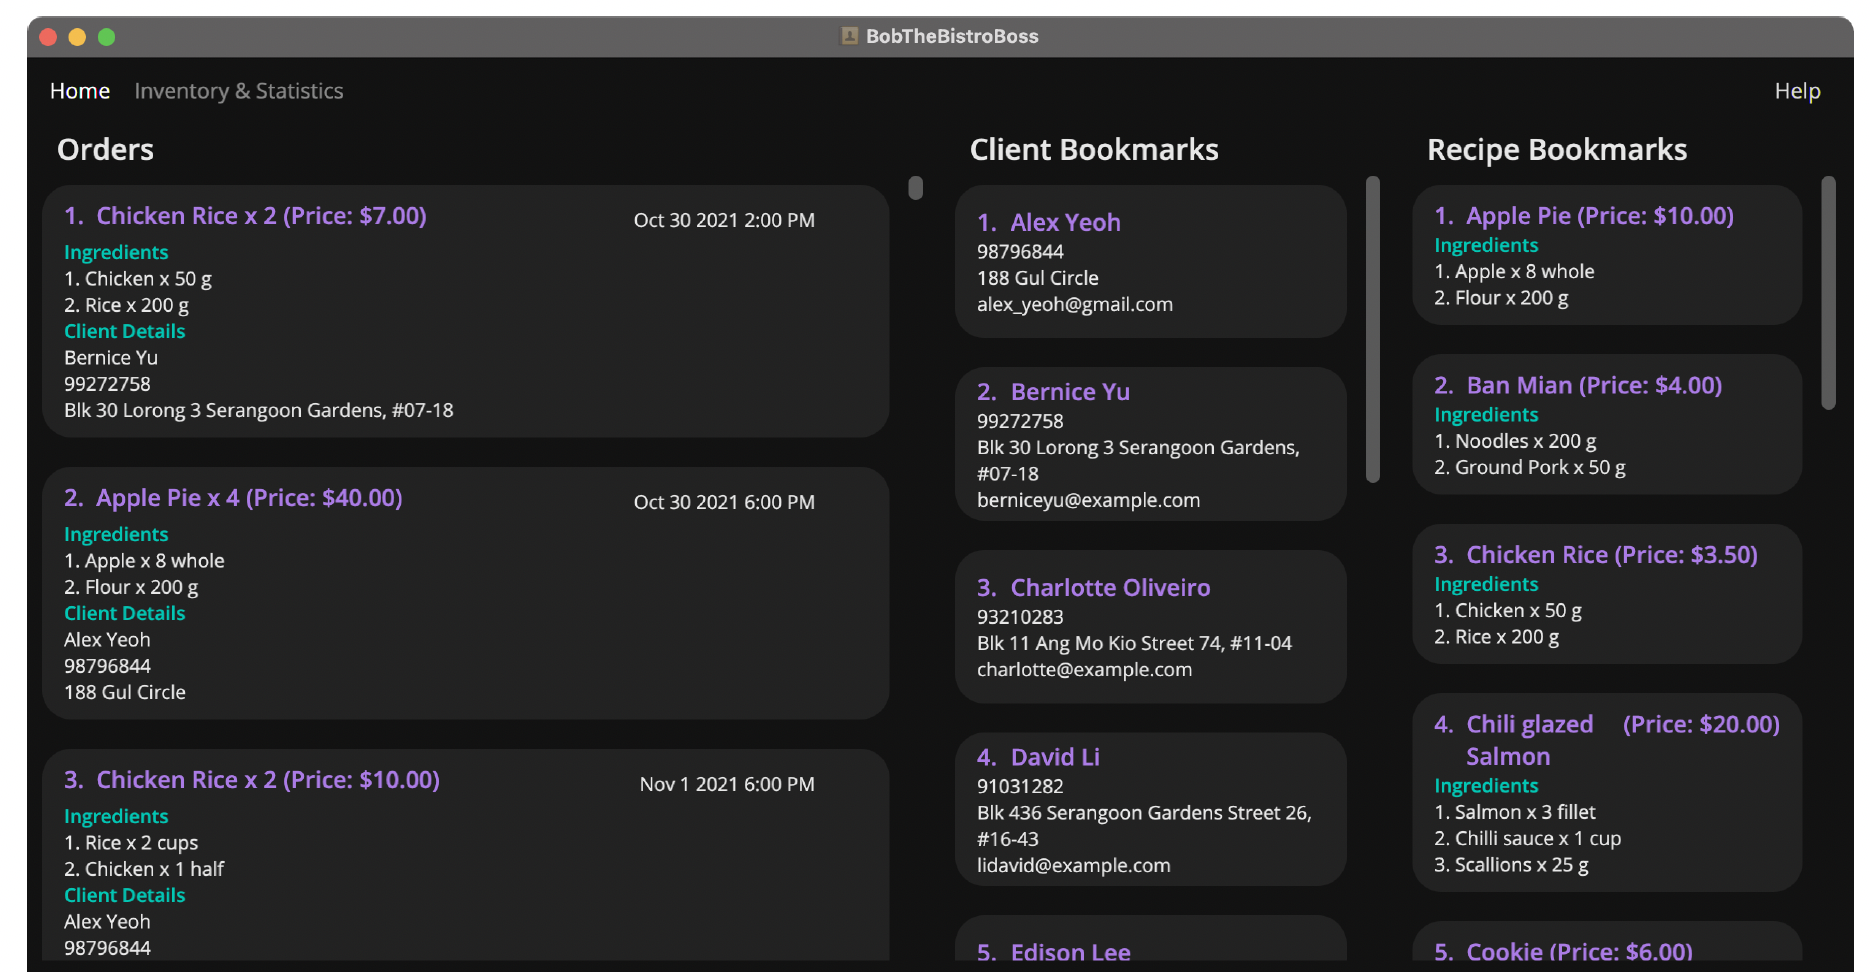 BobTheBistroBoss
Home Inventory & Statistics Help
Orders
1. Chicken Rice x 2 (Price: $7.00) Oct 30 2021 2:00 PM
Ingredients
1. Chicken x 50 g
2. Rice x 200 g
Client Details
Bernice Yu
99272758
Blk 30 Lorong 3 Serangoon Gardens, #07-18
2. Apple Pie x 4 (Price: $40.00) Oct 30 2021 6:00 PM
Ingredients
1. Apple x 8 whole
2. Flour x 200 g
Client Details
Alex Yeoh
98796844
188 Gul Circle
3. Chicken Rice x 2 (Price: $10.00) Nov 1 2021 6:00 PM
Ingredients
1. Rice x 2 cups
2. Chicken x 1 half
Client Details
Alex Yeoh
98796844
Client Bookmarks
1. Alex Yeoh
98796844
188 Gul Circle
alex_yeoh@gmail.com
2. Bernice Yu
99272758
Blk 30 Lorong 3 Serangoon Gardens,
#07-18
berniceyu@example.com
3. Charlotte Oliveiro
93210283
Blk 11 Ang Mo Kio Street 74, #11-04
charlotte@example.com
4. David Li
91031282
Blk 436 Serangoon Gardens Street 26,
#16-43
lidavid@example.com
5. Edison Lee
Recipe Bookmarks
1. Apple Pie (Price: $10.00)
Ingredients
1. Apple x 8 whole
2. Flour x 200 g
2. Ban Mian (Price: $4.00)
Ingredients
1. Noodles x 200 g
2. Ground Pork x 50 g
3. Chicken Rice (Price: $3.50)
Ingredients
1. Chicken x 50 g
2. Rice x 200 g
4. Chili glazed (Price: $20.00)
Salmon
Ingredients
1. Salmon x 3 fillet
2. Chilli sauce x 1 cup
3. Scallions x 25 g
5. Cookie (Price: $6.00)